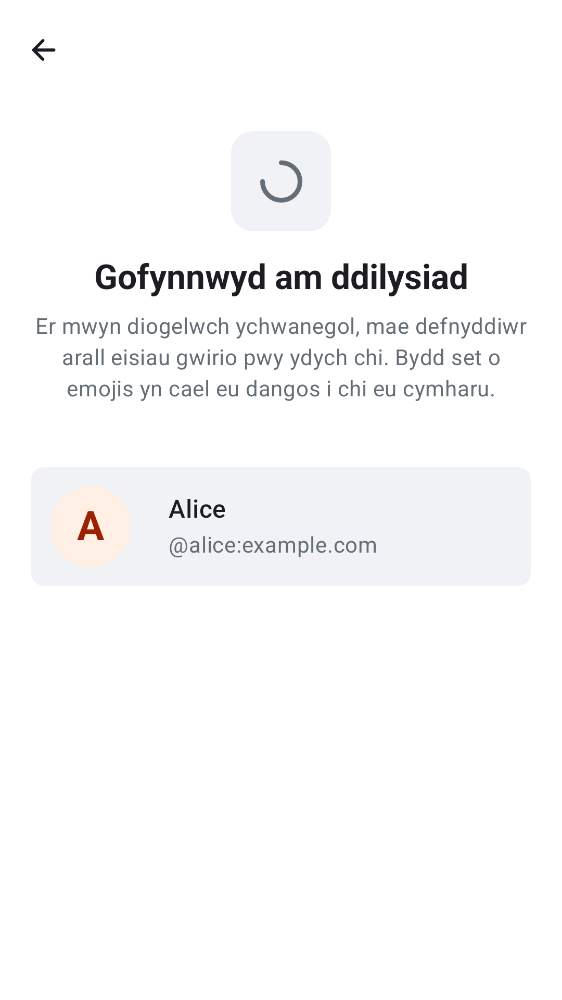 Gofynnwyd am ddilysiad
Er mwyn diogelwch ychwanegol, mae defnyddiwr
arall eisiau gwirio pwy ydych chi. Bydd set o
emojis yn cael eu dangos i chi eu cymharu.
A
Alice
@alice:example.com